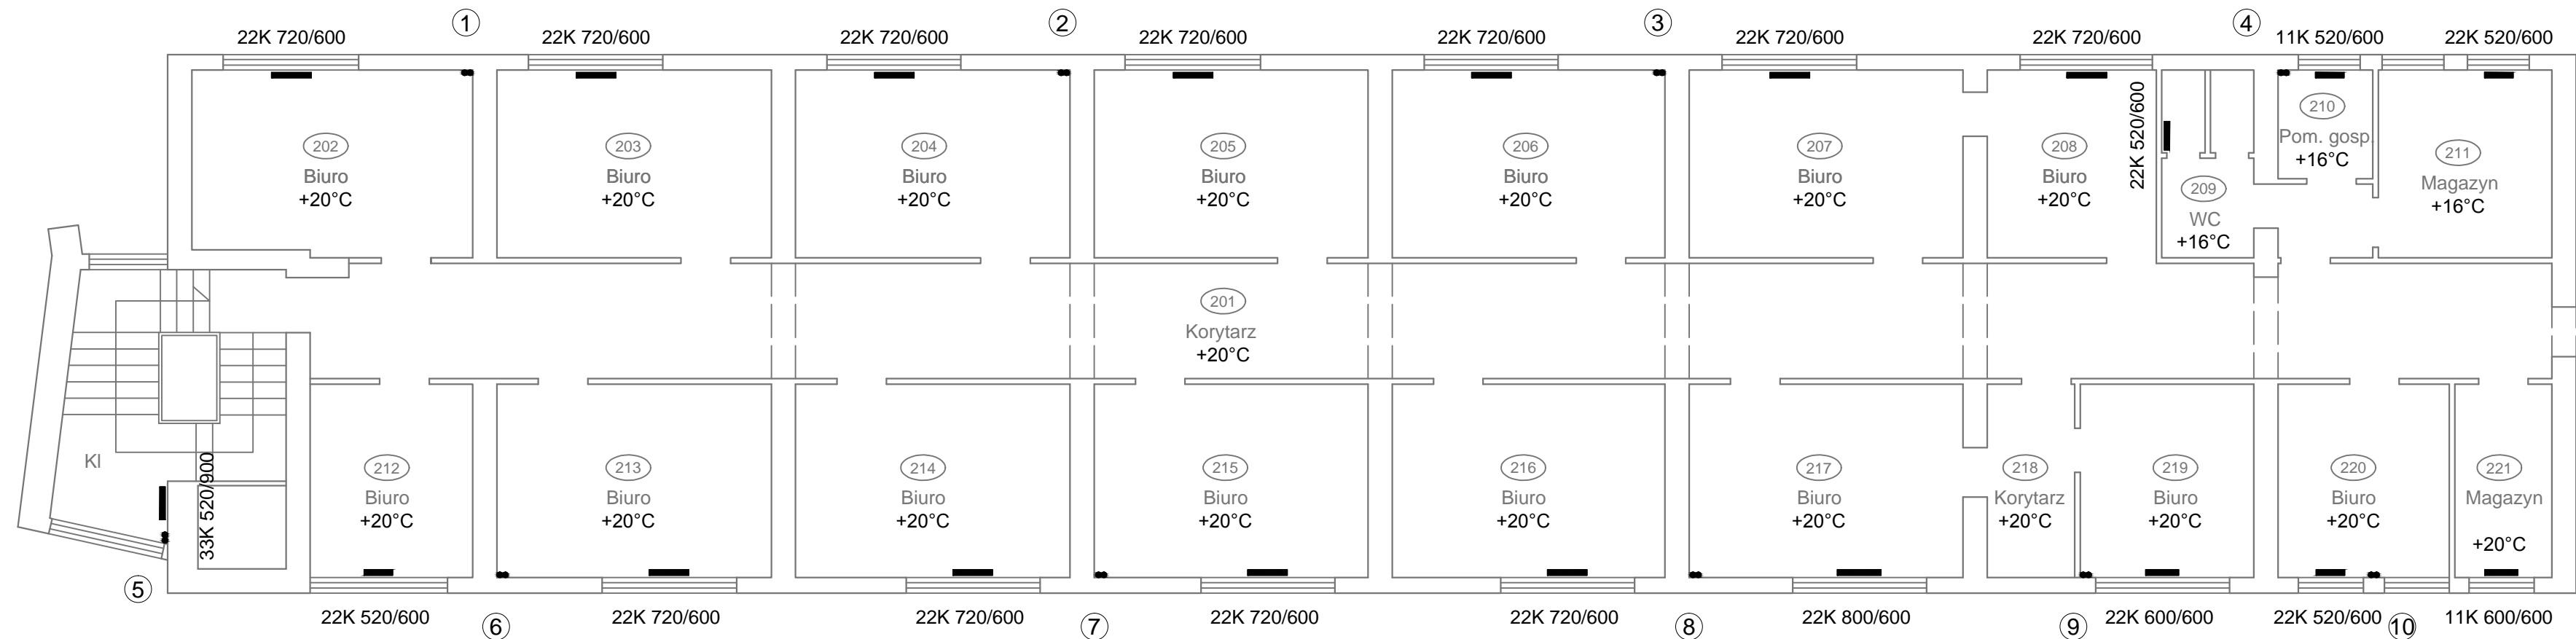 ① ② ③ ④
22K 720/600 22K 720/600 22K 720/600 22K 720/600 22K 720/600 22K 720/600 22K 720/600 11K 520/600 22K 520/600
22K 520/600
202
Biuro
+20°C
203
Biuro
+20°C
204
Biuro
+20°C
205
Biuro
+20°C
206
Biuro
+20°C
207
Biuro
+20°C
208
Biuro
+20°C
209
WC
+16°C
210
Pom. gosp.
+16°C
211
Magazyn
+16°C
201
Korytarz
+20°C
Kl
33K 520/900
212
Biuro
+20°C
213
Biuro
+20°C
214
Biuro
+20°C
215
Biuro
+20°C
216
Biuro
+20°C
217
Biuro
+20°C
218
Korytarz
+20°C
219
Biuro
+20°C
220
Biuro
+20°C
221
Magazyn
+20°C
22K 520/600 22K 720/600 22K 720/600 22K 720/600 22K 720/600 22K 800/600 22K 600/600 22K 520/600 11K 600/600
⑤ ⑥ ⑦ ⑧ ⑨ ⑩